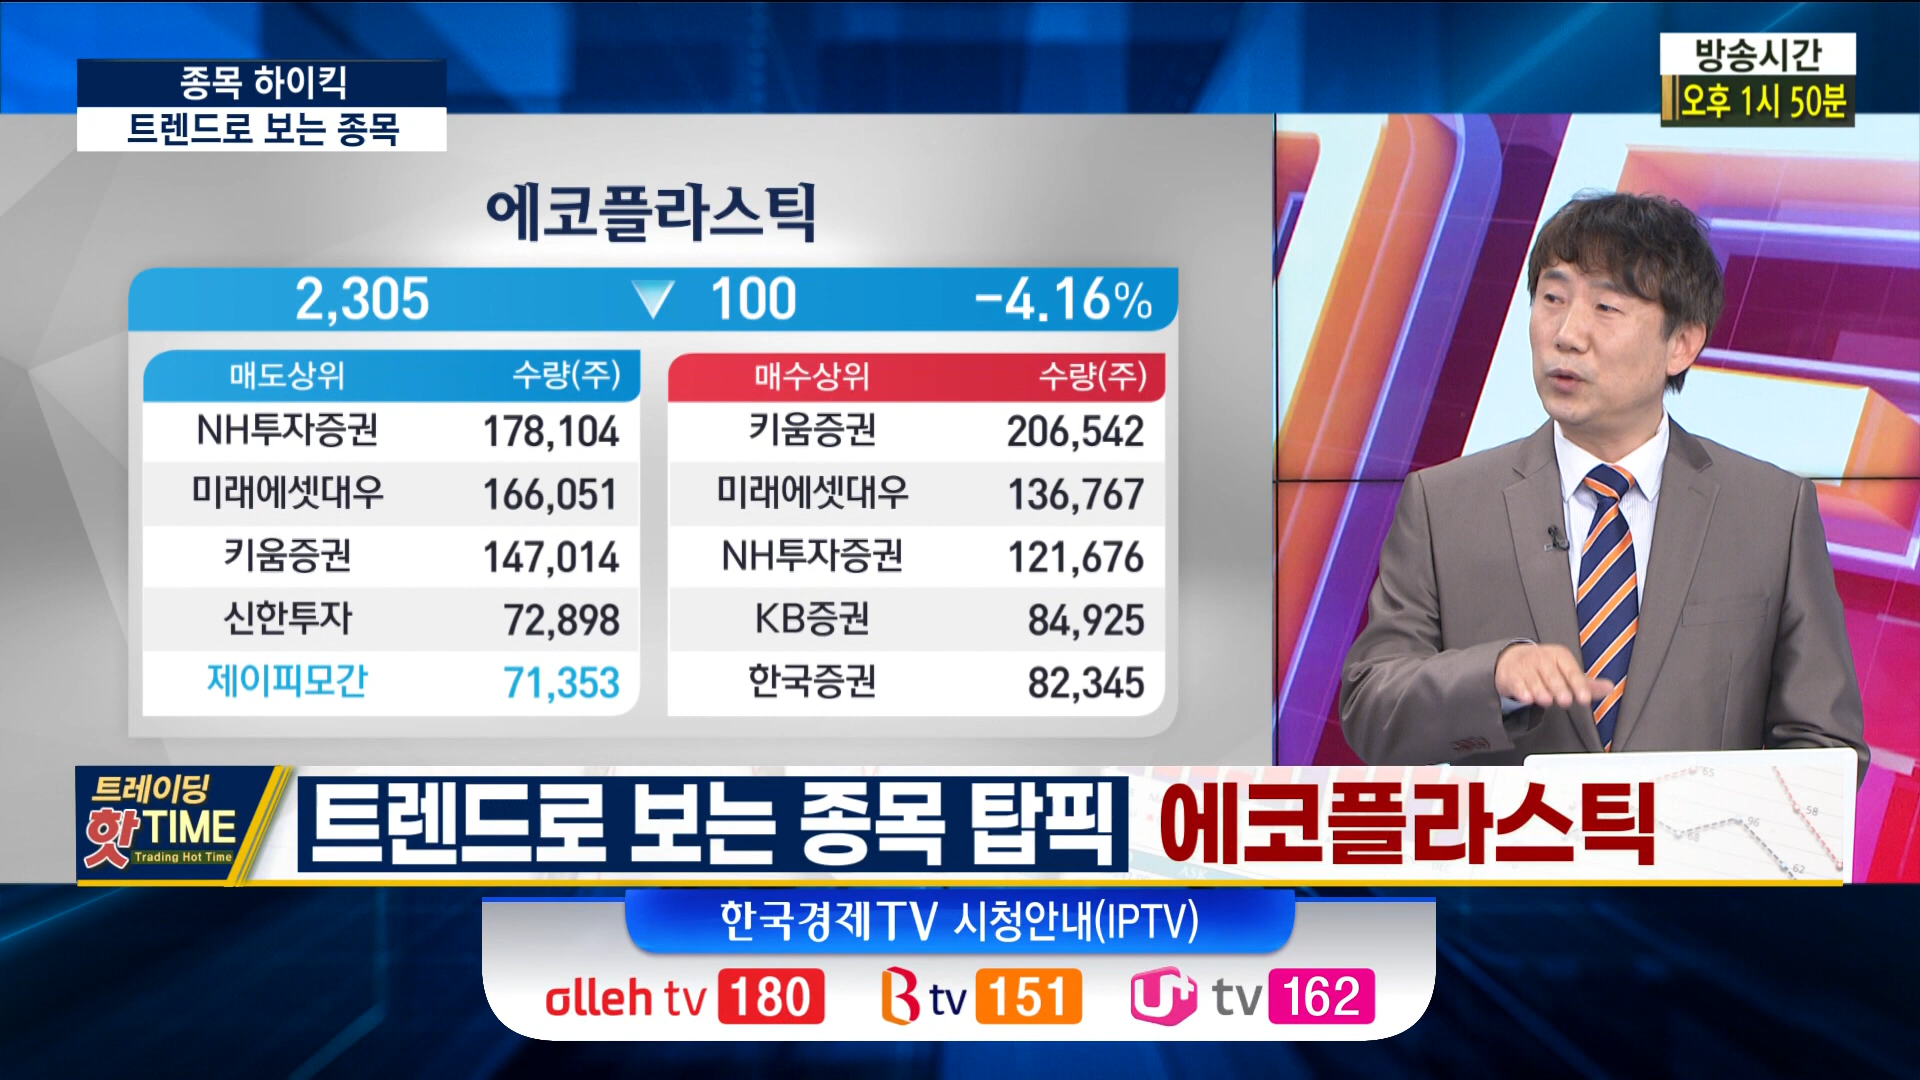 종목 하이킥
트렌드로 보는 종목
방송시간
오후 1시 50분
에코플라스틱
2,305 ▼ 100 -4.16%
매도상위 수량(주)
NH투자증권 178,104
미래에셋대우 166,051
키움증권 147,014
신한투자 72,898
제이피모간 71,353
매수상위 수량(주)
키움증권 206,542
미래에셋대우 136,767
NH투자증권 121,676
KB증권 84,925
한국증권 82,345
트레이딩
핫TIME
Trading Hot Time
트렌드로 보는 종목 탑픽 에코플라스틱
한국경제TV 시청안내(IPTV)
olleh tv 180 B tv 151 U+ tv 162